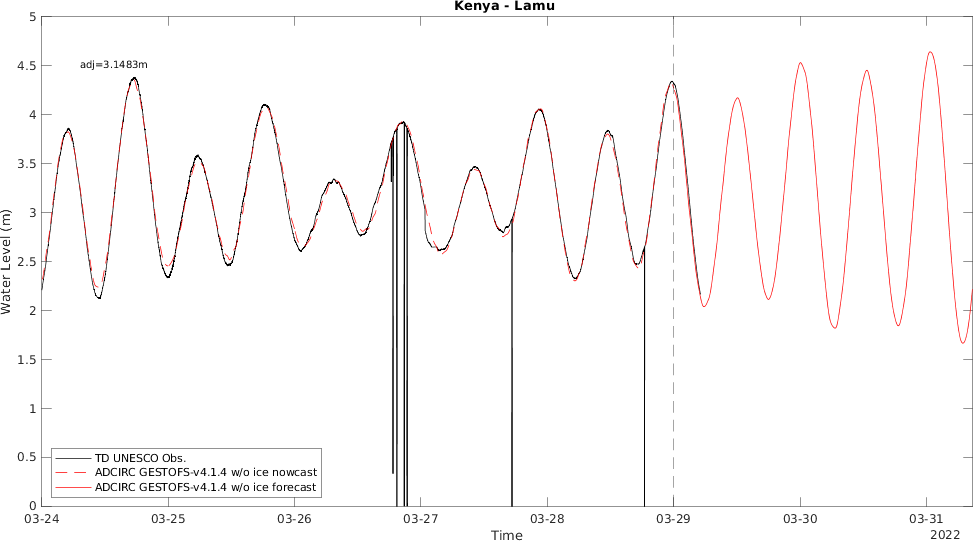 Kenya - Lamu
5
4.5
4
3.5
3
2.5
2
1.5
1
0.5
0
Water Level (m)
adj=3.1483m
TD UNESCO Obs.
ADCIRC GESTOFS-v4.1.4 w/o ice nowcast
ADCIRC GESTOFS-v4.1.4 w/o ice forecast
03-24 03-25 03-26 03-27 03-28 03-29 03-30 03-31
Time
2022